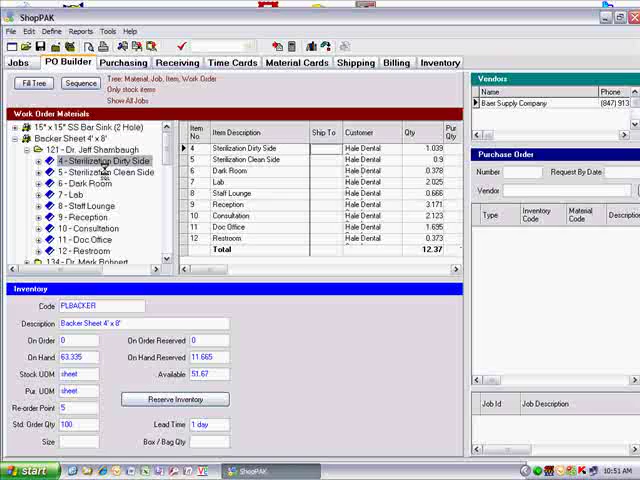 ShopPAK
File Edit Define Reports Tools Help
Jobs PO Builder Purchasing Receiving Time Cards Material Cards Shipping Billing Inventory
Fill Tree Sequence
Tree: Material, Job, Item, Work Order
Only stock items
Show All Jobs
Work Order Materials
15" x 15" SS Bar Sink (2 Hole)
Backer Sheet 4' x 8'
121 - Dr. Jeff Shambaugh
4 - Sterilization Dirty Side
5 - Sterilization Clean Side
6 - Dark Room
7 - Lab
8 - Staff Lounge
9 - Reception
10 - Consultation
11 - Doc Office
12 - Restroom
134 - Dr. Mark Bohnert
Item No. Item Description Ship To Customer Qty Pur Qty
4 Sterilization Dirty Side Hale Dental 1.039
5 Sterilization Clean Side Hale Dental 0.9
6 Dark Room Hale Dental 0.378
7 Lab Hale Dental 2.025
8 Staff Lounge Hale Dental 0.666
9 Reception Hale Dental 3.171
10 Consultation Hale Dental 2.123
11 Doc Office Hale Dental 1.695
12 Restroom Hale Dental 0.373
Total 12.37
Vendors
Name Phone
Baer Supply Company (847) 913
Purchase Order
Number Request By Date
Vendor
Type Inventory Code Material Code Description
Job Id Job Description
Inventory
Code PLBACKER
Description Backer Sheet 4' x 8'
On Order 0 On Order Reserved 0
On Hand 63.335 On Hand Reserved 11.665
Stock UOM sheet Available 51.67
Pur. UOM sheet
Re-order Point 5 Reserve Inventory
Std. Order Qty 100 Lead Time 1 day
Size Box / Bag Qty
start ShopPAK 10:51 AM